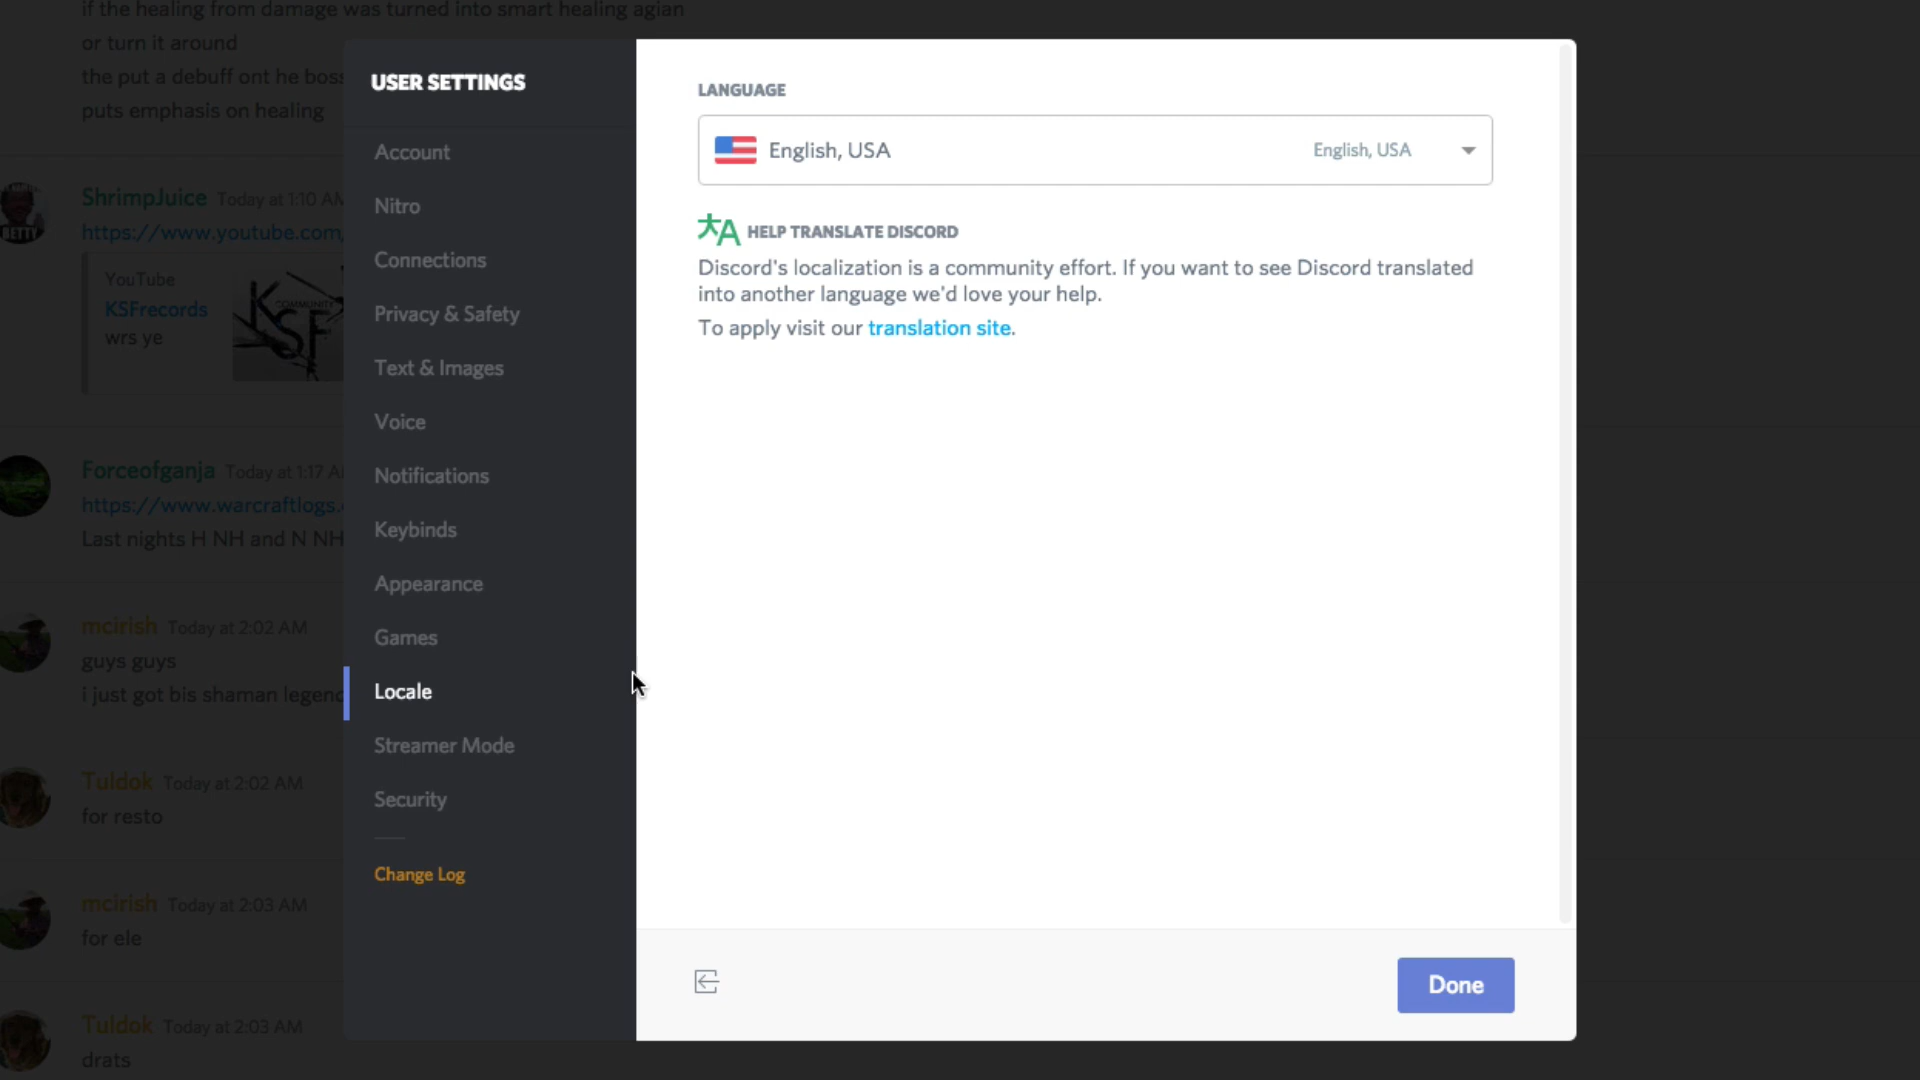 if the healing from damage was turned into smart healing agian
or turn it around
the put a debuff ont he boss
puts emphasis on healing
ShrimpJuice Today at 1:10 AM
https://www.youtube.com,
YouTube
KSFrecords
wrs ye
COMMUNITY
KSF
BETTY
Forceofganja Today at 1:17 A
https://www.warcraftlogs.
Last nights H NH and N NH
mcirish Today at 2:02 AM
guys guys
i just got bis shaman legend
Tuldok Today at 2:02 AM
for resto
mcirish Today at 2:03 AM
for ele
Tuldok Today at 2:03 AM
drats
USER SETTINGS
Account
Nitro
Connections
Privacy & Safety
Text & Images
Voice
Notifications
Keybinds
Appearance
Games
Locale
Streamer Mode
Security
Change Log
LANGUAGE
English, USA English, USA
HELP TRANSLATE DISCORD
Discord's localization is a community effort. If you want to see Discord translated
into another language we'd love your help.
To apply visit our translation site.
Done